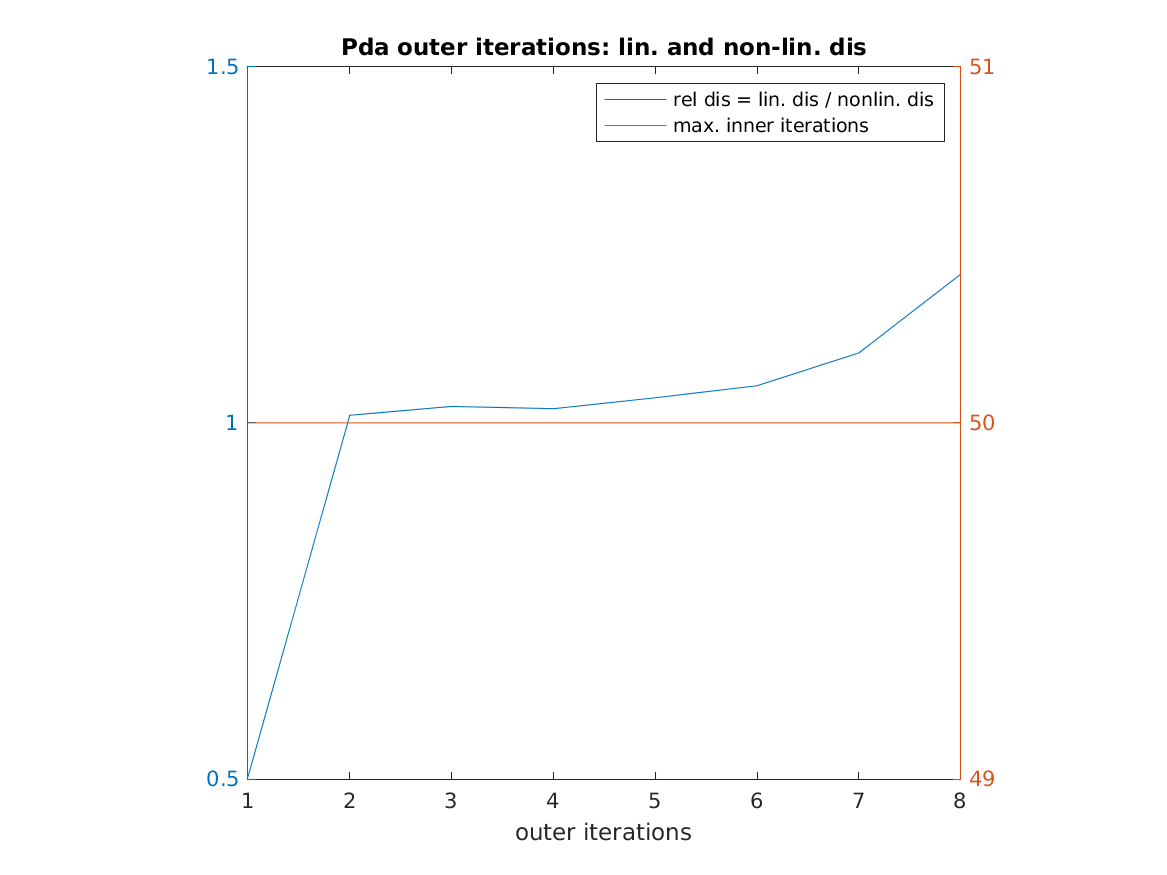 Pda outer iterations: lin. and non-lin. dis
1.5
51
rel dis = lin. dis / nonlin. dis
max. inner iterations
1
50
0.5
49
1 2 3 4 5 6 7 8
outer iterations